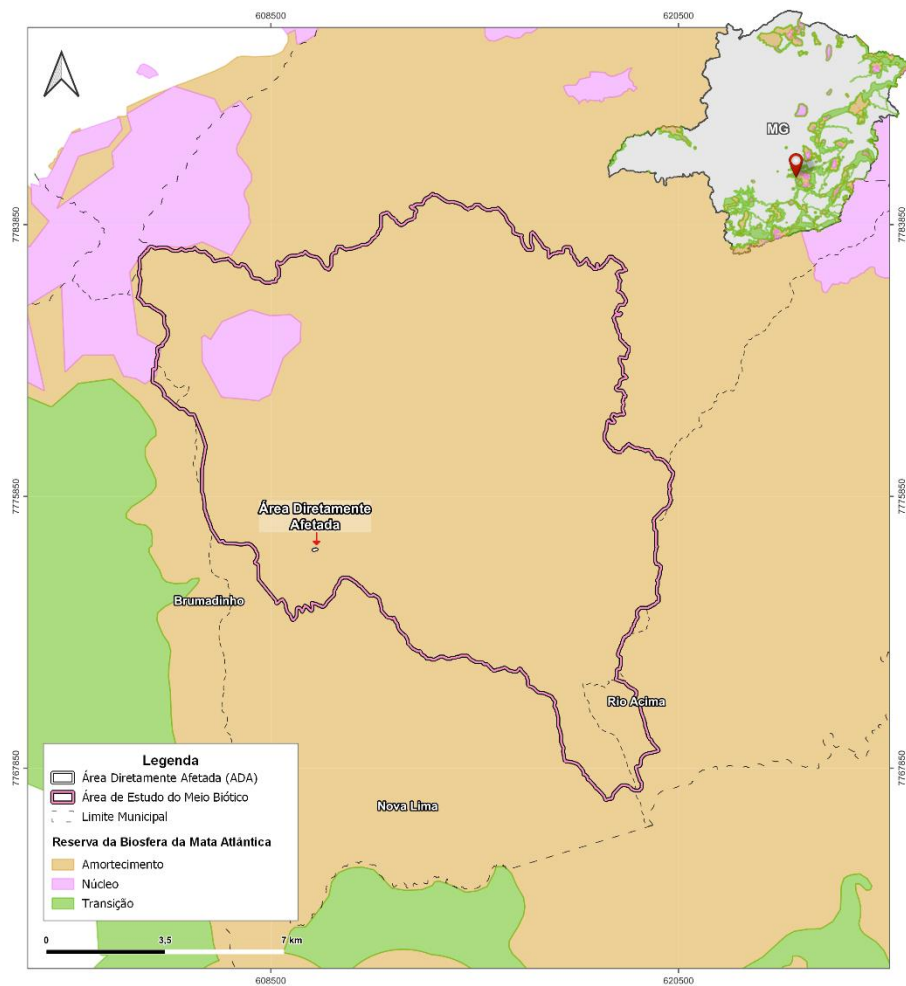 608500
620500
MG
7783850
7783850
7775850
7775850
Área Diretamente
Afetada
Brumadinho
Rio Acima
7767850
7767850
Nova Lima
Legenda
Área Diretamente Afetada (ADA)
Área de Estudo do Meio Biótico
Limite Municipal
Reserva da Biosfera da Mata Atlântica
Amortecimento
Núcleo
Transição
0
3.5
7 km
608500
620500